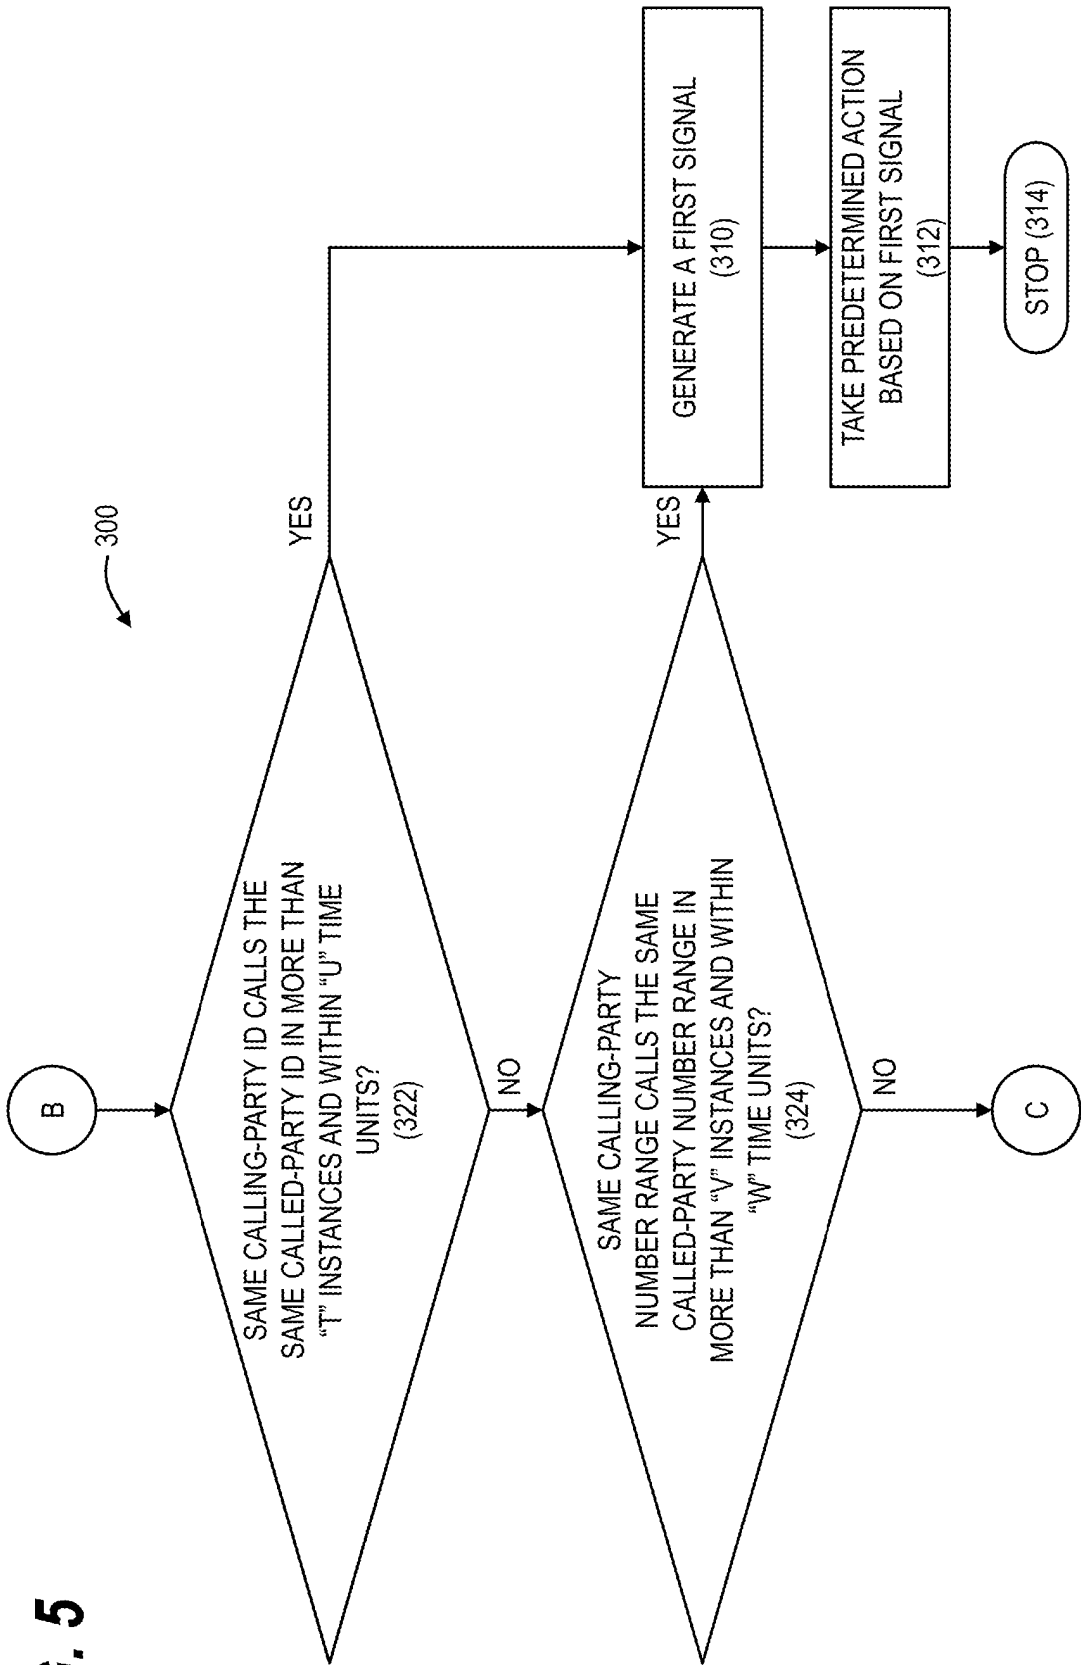 B
300
SAME CALLING-PARTY ID CALLS THE
SAME CALLED-PARTY ID IN MORE THAN
“T” INSTANCES AND WITHIN “U” TIME
UNITS?
(322)
YES
NO
SAME CALLING-PARTY
NUMBER RANGE CALLS THE SAME
CALLED-PARTY NUMBER RANGE IN
MORE THAN “V” INSTANCES AND WITHIN
“W” TIME UNITS?
(324)
YES
NO
GENERATE A FIRST SIGNAL
(310)
TAKE PREDETERMINED ACTION
BASED ON FIRST SIGNAL
(312)
STOP (314)
C
5